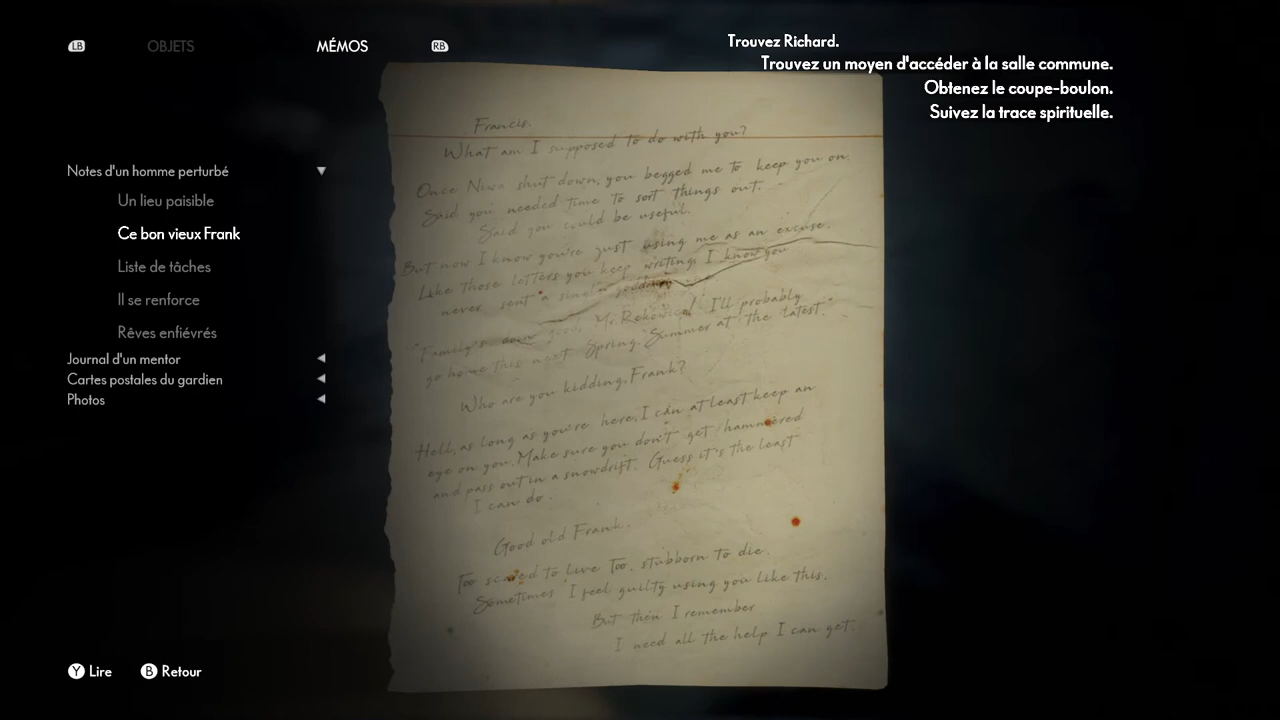 LB
OBJETS
MÉMOS
RB
Trouvez Richard.
Trouvez un moyen d'accéder à la salle commune.
Obtenez le coupe-boulon.
Suivez la trace spirituelle.
Notes d'un homme perturbé
Un lieu paisible
Ce bon vieux Frank
Liste de tâches
Il se renforce
Rêves enfiévrés
Journal d'un mentor
Cartes postales du gardien
Photos
Francis.
What am I supposed to do with you?
Once Niwa shut down, you begged me to keep you on.
Said you needed time to sort things out.
Said you could be useful.
But now I know you're just using me as an excuse.
Like those letters you keep writing, I know you
never sent a single goddamn
"Family's doin' good, Mr. Rekowicz! I'll probably
go home this next Spring. Summer at the latest."
Who are you kidding, Frank?
Hell, as long as you're here, I can at least keep an
eye on you. Make sure you don't get hammered
and pass out in a snowdrift. Guess it's the least
I can do.
Good old Frank.
Too scared to live Too, stubborn to die.
Sometimes I feel guilty using you like this.
But then I remember
I need all the help I can get.
Y Lire
B Retour